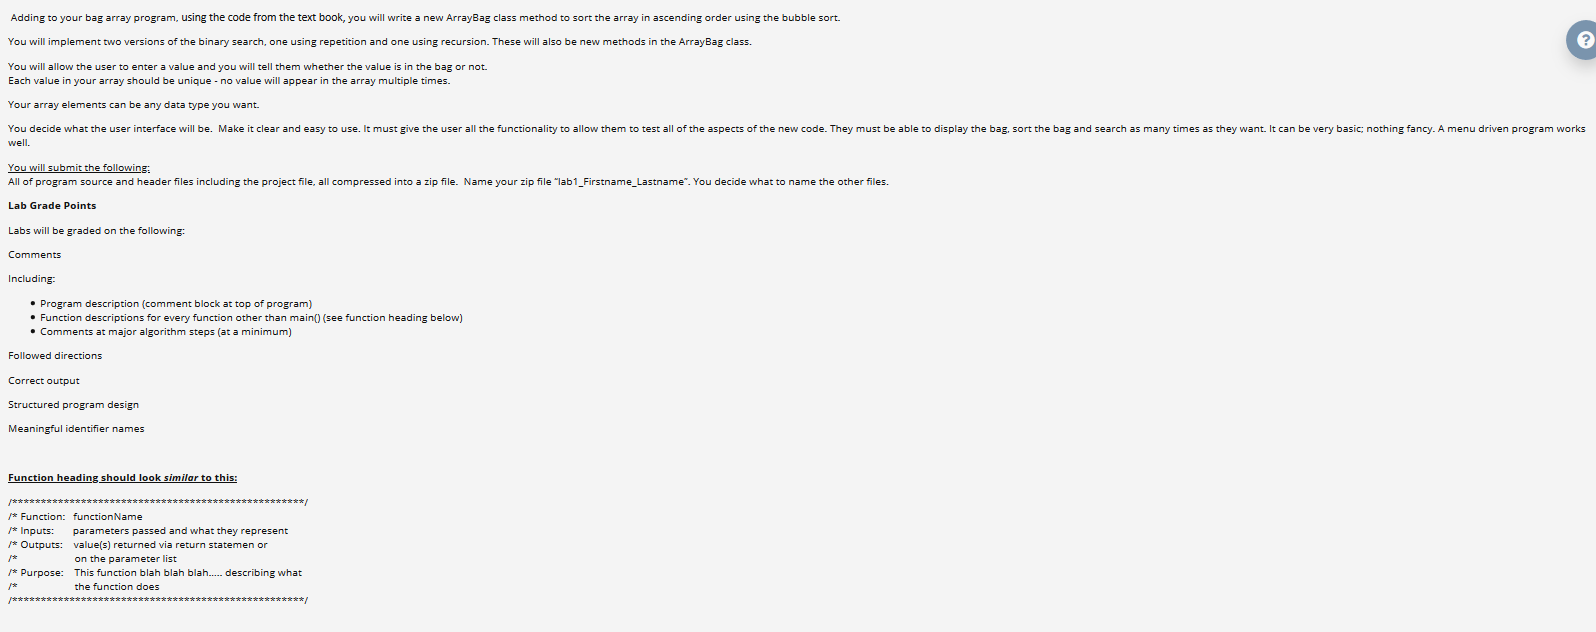 Adding to your bag array program, using the code from the text book, you will write a new ArrayBag class method to sort the array in ascending order using the bubble sort.
You will implement two versions of the binary search, one using repetition and one using recursion. These will also be new methods in the ArrayBag class.
You will allow the user to enter a value and you will tell them whether the value is in the bag or not.
Each value in your array should be unique - no value will appear in the array multiple times.
Your array elements can be any data type you want.
You decide what the user interface will be.  Make it clear and easy to use. It must give the user all the functionality to allow them to test all of the aspects of the new code. They must be able to display the bag, sort the bag and search as many times as they want. It can be very basic; nothing fancy. A menu driven program works
well.
You will submit the following:
All of program source and header files including the project file, all compressed into a zip file.  Name your zip file "lab1_Firstname_Lastname". You decide what to name the other files.
Lab Grade Points
Labs will be graded on the following:
Comments
Including:
• Program description (comment block at top of program)
• Function descriptions for every function other than main() (see function heading below)
• Comments at major algorithm steps (at a minimum)
Followed directions
Correct output
Structured program design
Meaningful identifier names
Function heading should look similar to this:
/****************************************************/
/* Function:   functionName
/* Inputs:      parameters passed and what they represent
/* Outputs:   value(s) returned via return statemen or
/*                  on the parameter list
/* Purpose:   This function blah blah blah..... describing what
/*                  the function does
/****************************************************/
?